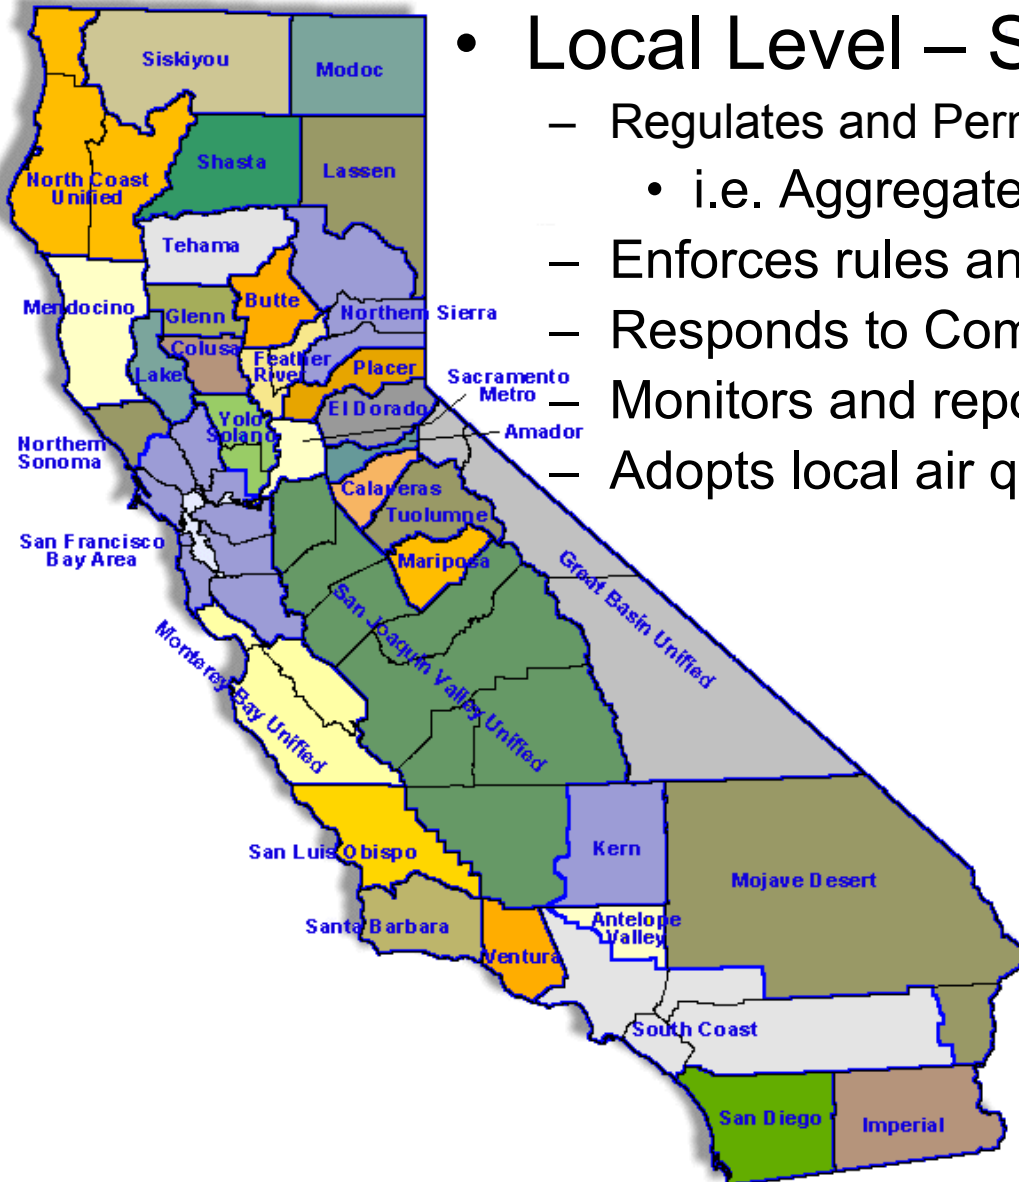 • Local Level – S
– Regulates and Perm
• i.e. Aggregate
– Enforces rules an
– Responds to Com
– Monitors and repo
– Adopts local air q
Siskiyou
Modoc
North Coast
Unified
Shasta
Lassen
Tehama
Mendocino
Glenn
Butte
Northern Sierra
Colusa
Lake
Feather
River
Placer
Sacramento
Metro
El Dorado
Yolo
Solano
Amador
Northern
Sonoma
Calaveras
Tuolumne
San Francisco
Bay Area
Mariposa
Great Basin Unified
San Joaquin Valley Unified
Monterey Bay Unified
San Luis Obispo
Kern
Mojave Desert
Santa Barbara
Antelope
Valley
Ventura
South Coast
San Diego
Imperial